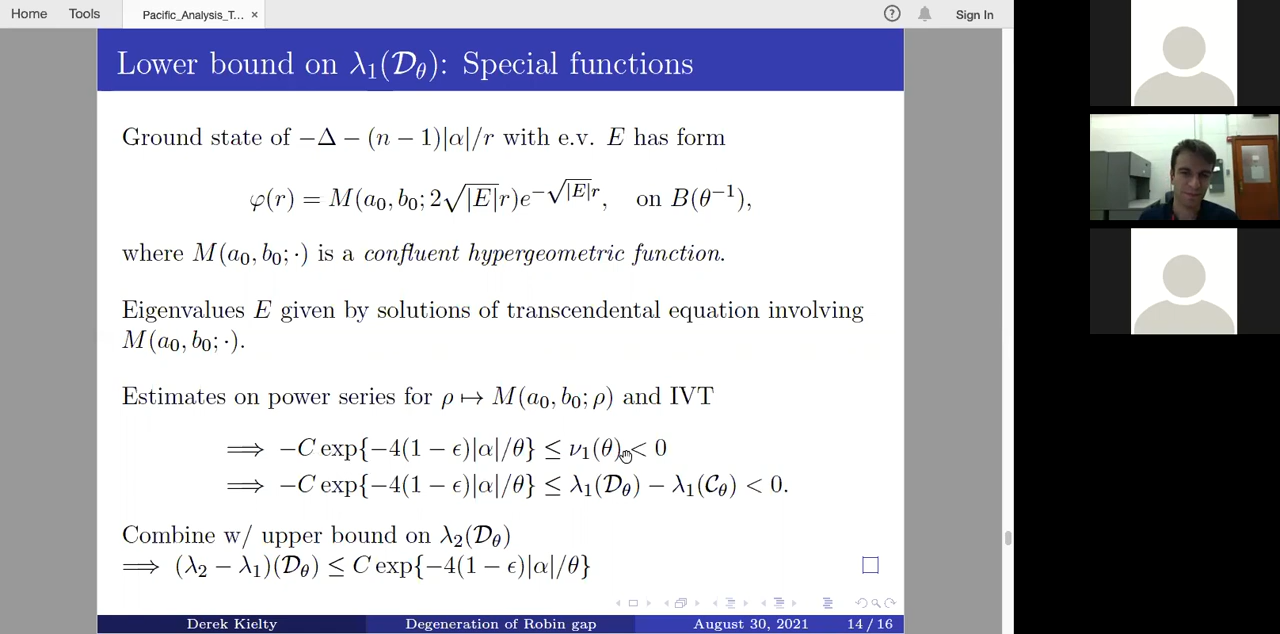 Home Tools Pacific_Analysis_T... × Sign In
Lower bound on λ₁(𝒟_θ): Special functions
Ground state of −Δ − (n − 1)|α|/r with e.v. E has form
φ(r) = M(a₀, b₀; 2√|E|r)e^{−√|E|r}, on B(θ⁻¹),
where M(a₀, b₀; ·) is a confluent hypergeometric function.
Eigenvalues E given by solutions of transcendental equation involving
M(a₀, b₀; ·).
Estimates on power series for ρ ↦ M(a₀, b₀; ρ) and IVT
⟹ −C exp{−4(1 − ϵ)|α|/θ} ≤ ν₁(θ) < 0
⟹ −C exp{−4(1 − ϵ)|α|/θ} ≤ λ₁(𝒟_θ) − λ₁(𝒞_θ) < 0.
Combine w/ upper bound on λ₂(𝒟_θ)
⟹ (λ₂ − λ₁)(𝒟_θ) ≤ C exp{−4(1 − ϵ)|α|/θ} □
Derek Kielty Degeneration of Robin gap August 30, 2021 14 / 16